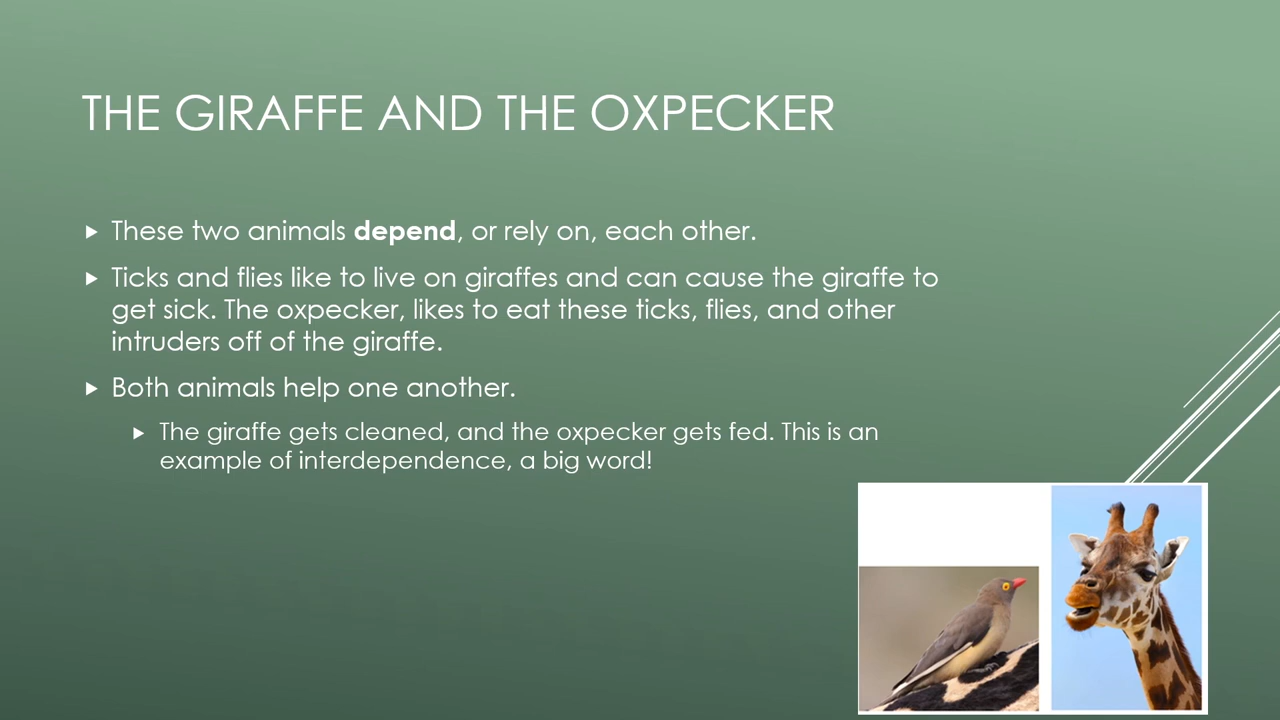 THE GIRAFFE AND THE OXPECKER
These two animals depend, or rely on, each other.
Ticks and flies like to live on giraffes and can cause the giraffe to
get sick. The oxpecker, likes to eat these ticks, flies, and other
intruders off of the giraffe.
Both animals help one another.
The giraffe gets cleaned, and the oxpecker gets fed. This is an
example of interdependence, a big word!